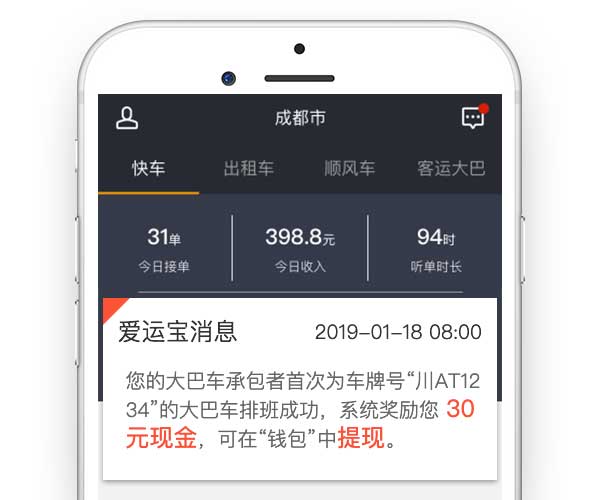 成都市
快车 出租车 顺风车 客运大巴
31单 398.8元 94时
今日接单 今日收入 听单时长
爱运宝消息 2019-01-18 08:00
您的大巴车承包者首次为车牌号“川AT12
34”的大巴车排班成功，系统奖励您 30
元现金，可在“钱包”中提现。